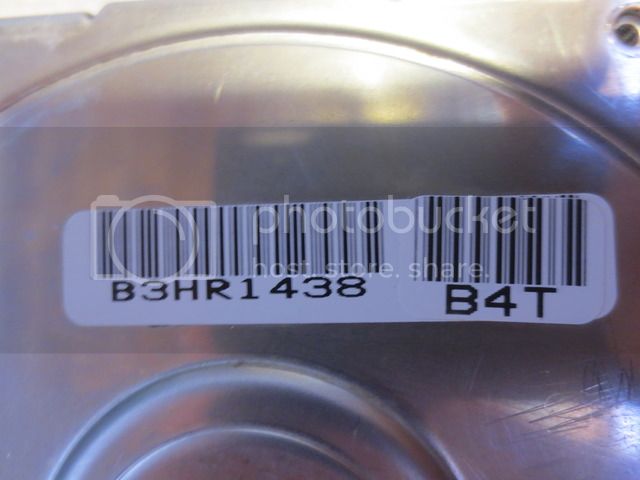 photobucket
host. store. share.
B3HR1438
B4T